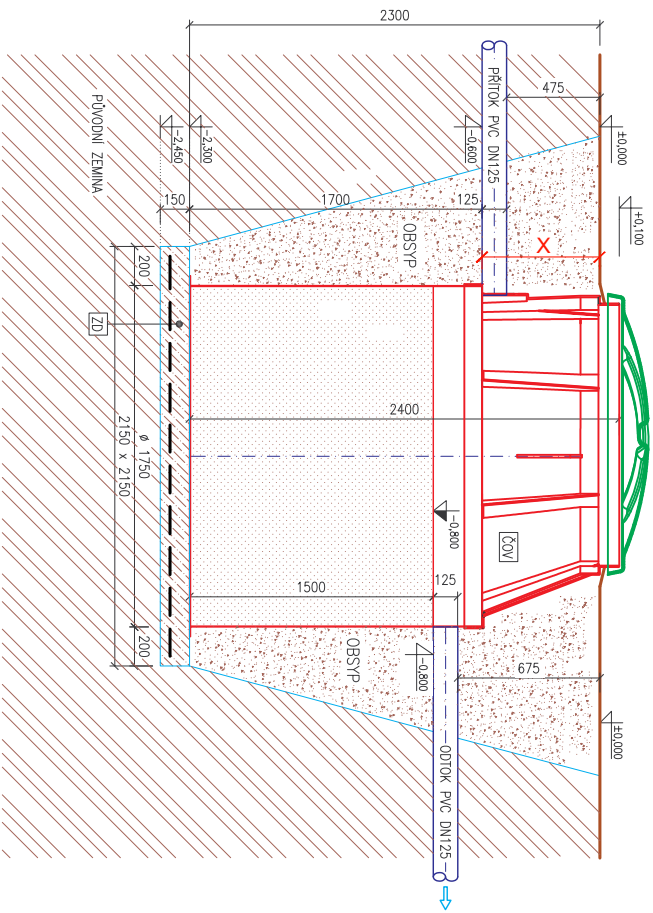 2300
475
PŘÍTOK PVC DN125
±0,000
+0,100
-0,600
-2,300
-2,450
PŮVODNÍ ZEMINA
150
1700
125
X
OBSYP
200
ZD
2400
ø 1750
2150 x 2150
-0,800
ČOV
1500
125
200
OBSYP
-0,800
675
±0,000
ODTOK PVC DN125